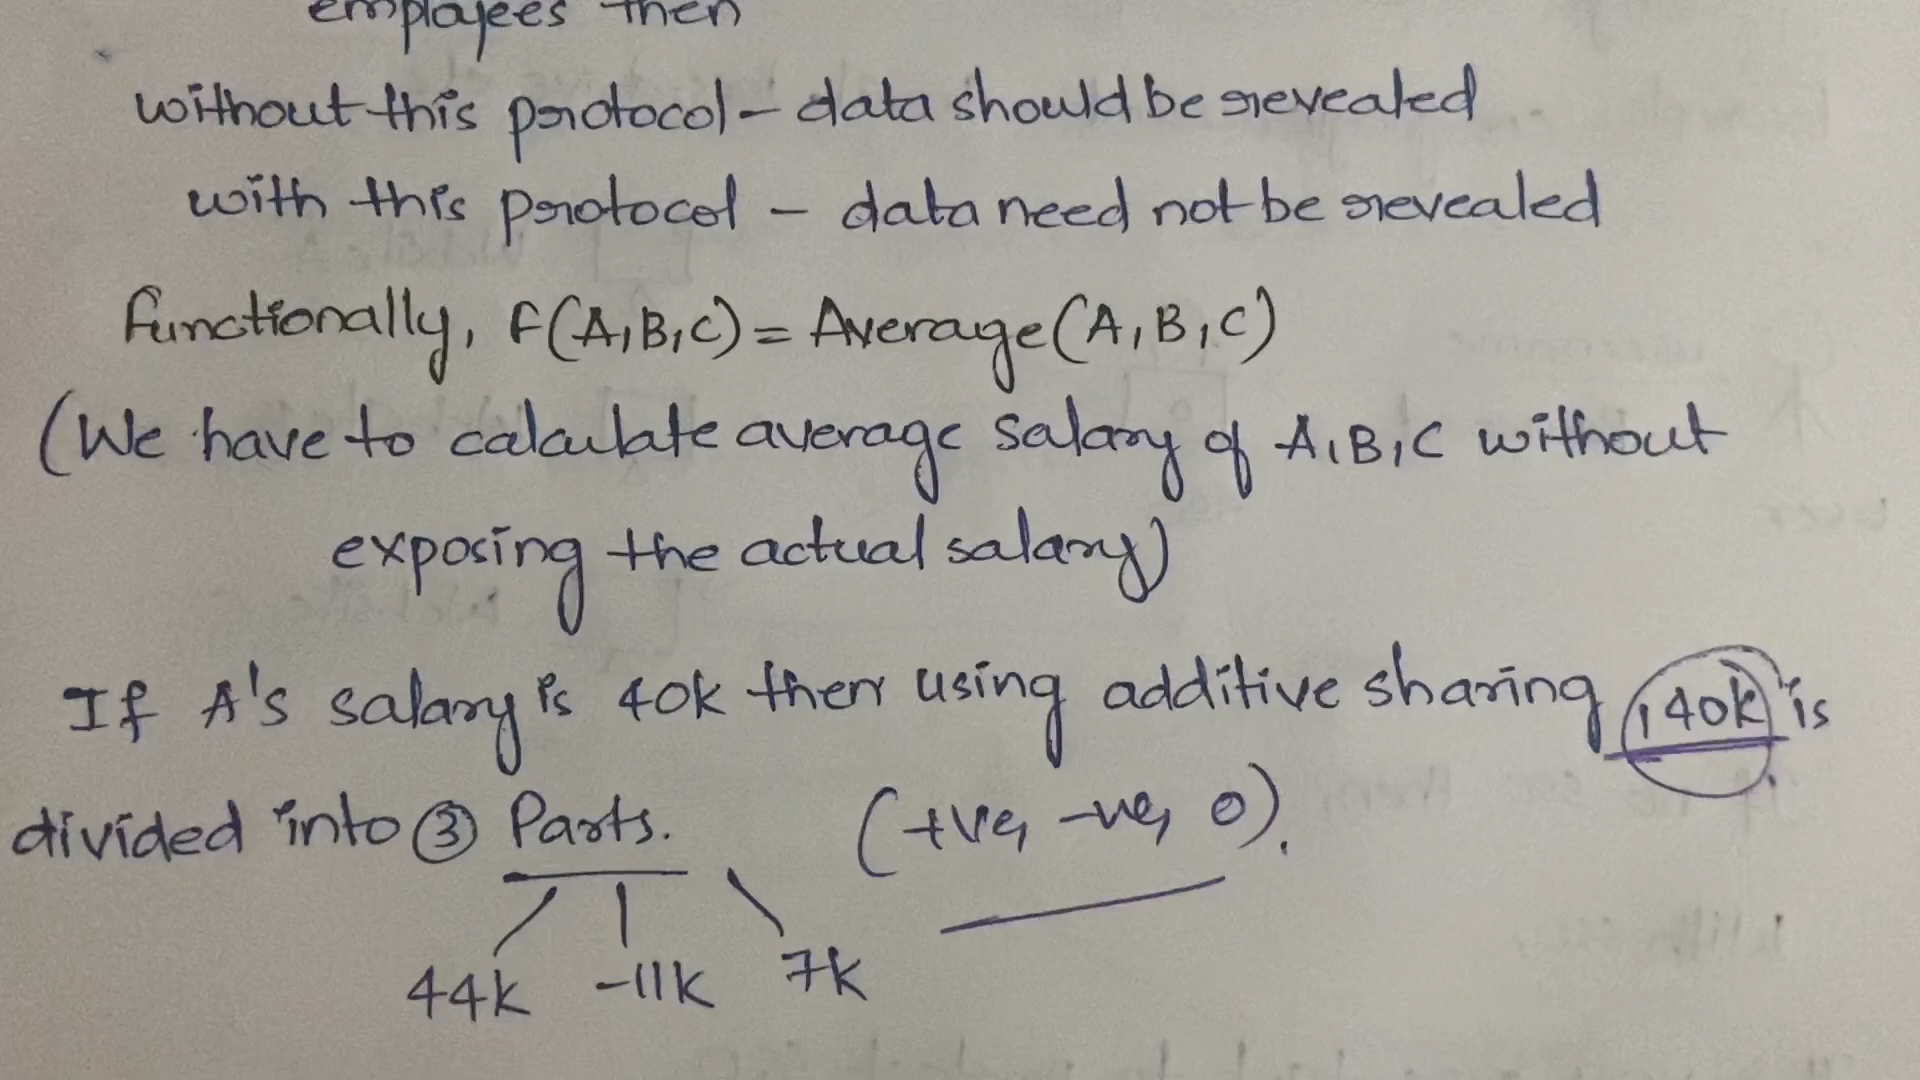 employees then
without this protocol - data should be revealed
with this protocol - data need not be revealed
Functionally, F(A,B,C) = Average(A,B,C)
(We have to calculate average salary of A,B,C without
exposing the actual salary)
If A's salary is 40k then using additive sharing, 40k is
divided into 3 Parts. (+ve, -ve, 0).
44k -11k 7k